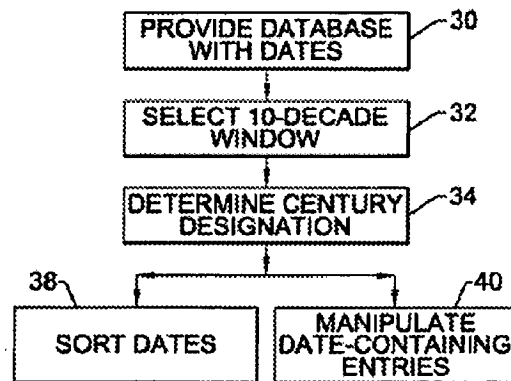 PROVIDE DATABASE
WITH DATES
30
SELECT 10-DECADE
WINDOW
32
DETERMINE CENTURY
DESIGNATION
34
38
SORT DATES
40
MANIPULATE
DATE-CONTAINING
ENTRIES